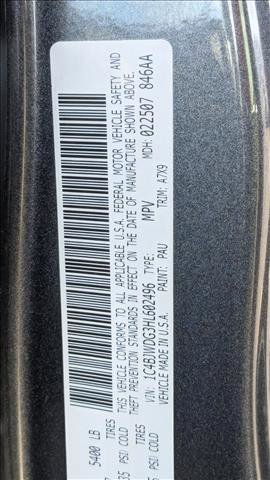 5400 LB
TIRES
35 PSI COLD
TIRES
PSI COLD
THIS VEHICLE CONFORMS TO ALL APPLICABLE U.S.A. FEDERAL MOTOR VEHICLE SAFETY AND
THEFT PREVENTION STANDARDS IN EFFECT ON THE DATE OF MANUFACTURE SHOWN ABOVE.
MDH: 022507 846AA
VIN: 1C4BJWDG3HL602496 TYPE: MPV
TRIM: A7X9
PAINT: PAU
VEHICLE MADE IN U.S.A.